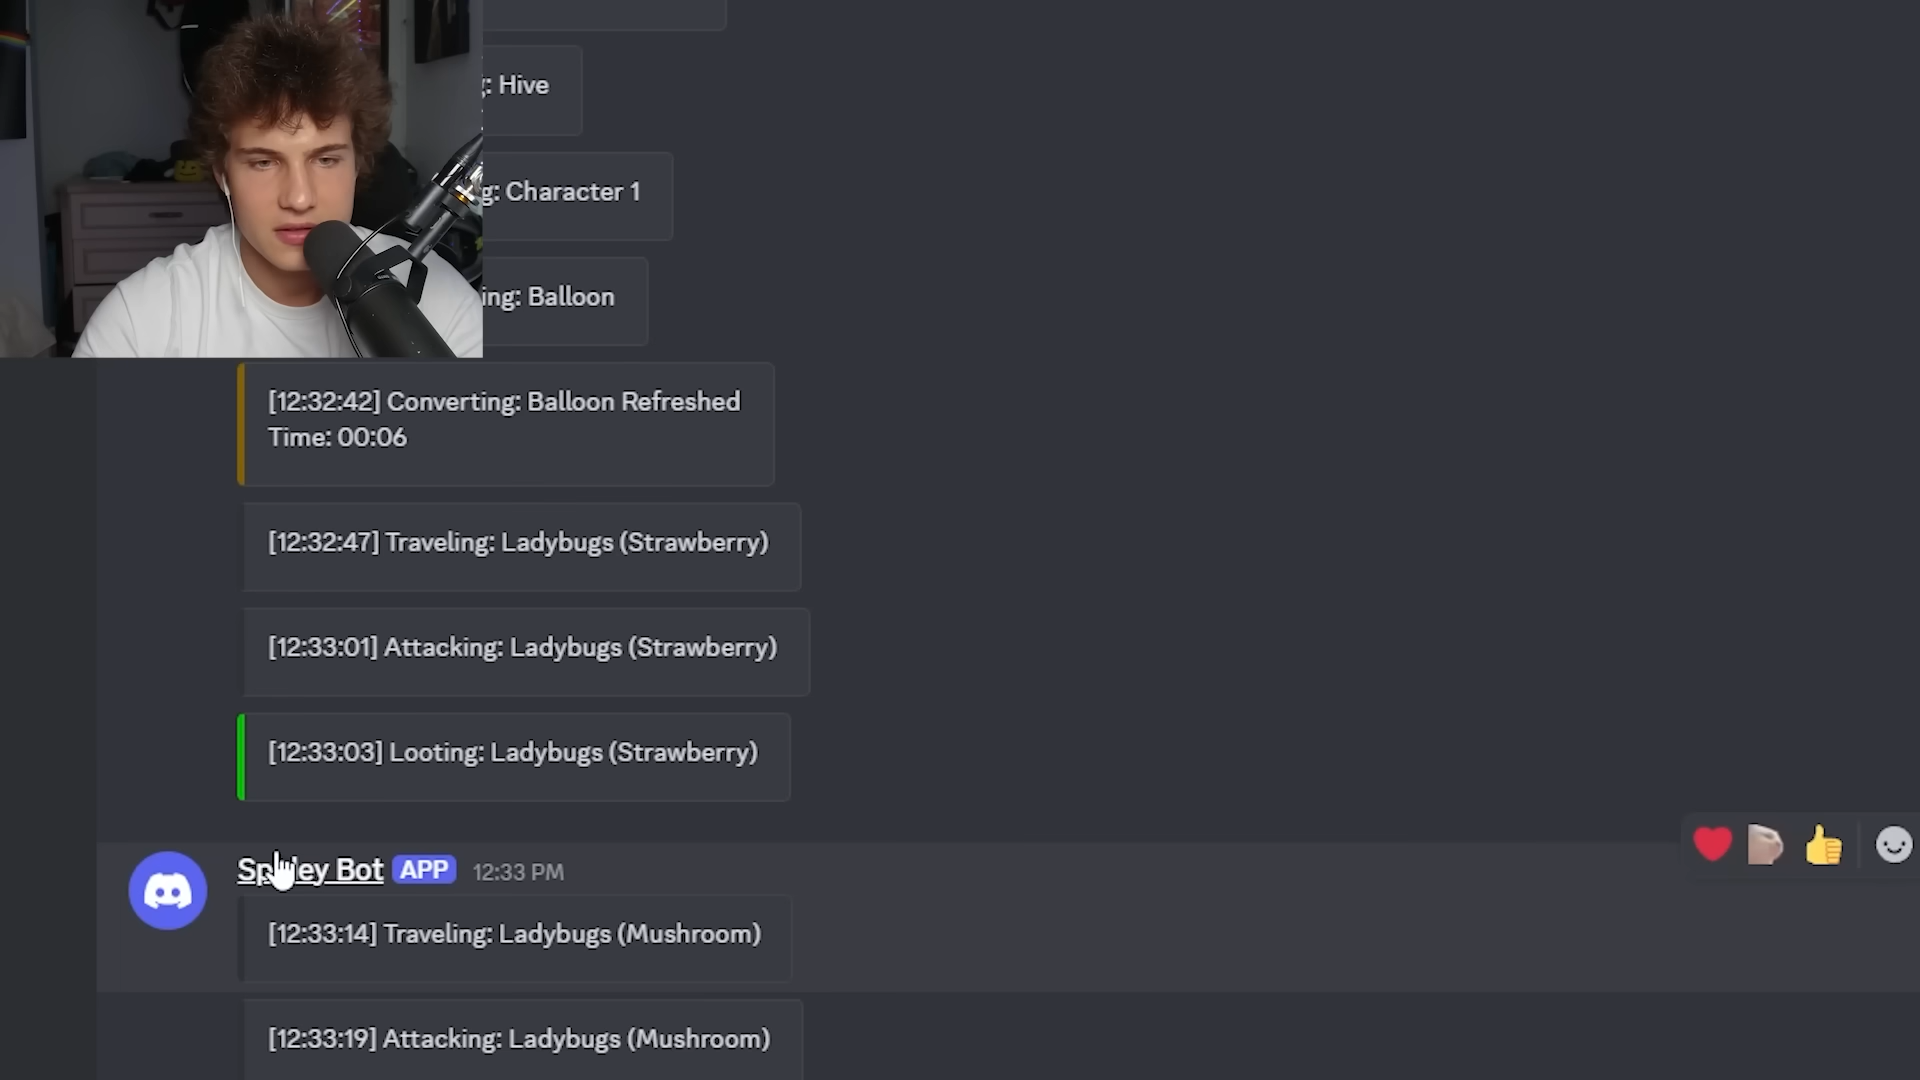 g: Hive
g: Character 1
ing: Balloon
[12:32:42] Converting: Balloon Refreshed
Time: 00:06
[12:32:47] Traveling: Ladybugs (Strawberry)
[12:33:01] Attacking: Ladybugs (Strawberry)
[12:33:03] Looting: Ladybugs (Strawberry)
Bot APP 12:33 PM
[12:33:14] Traveling: Ladybugs (Mushroom)
[12:33:19] Attacking: Ladybugs (Mushroom)